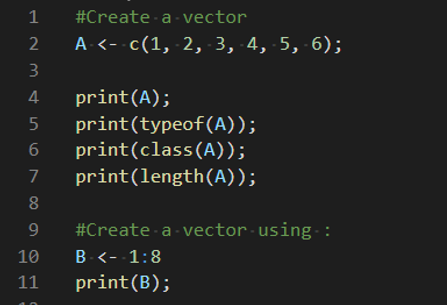 1 #Create a vector
2 A <- c(1, 2, 3, 4, 5, 6);
3
4 print(A);
5 print(typeof(A));
6 print(class(A));
7 print(length(A));
8
9 #Create a vector using :
10 B <- 1:8
11 print(B);